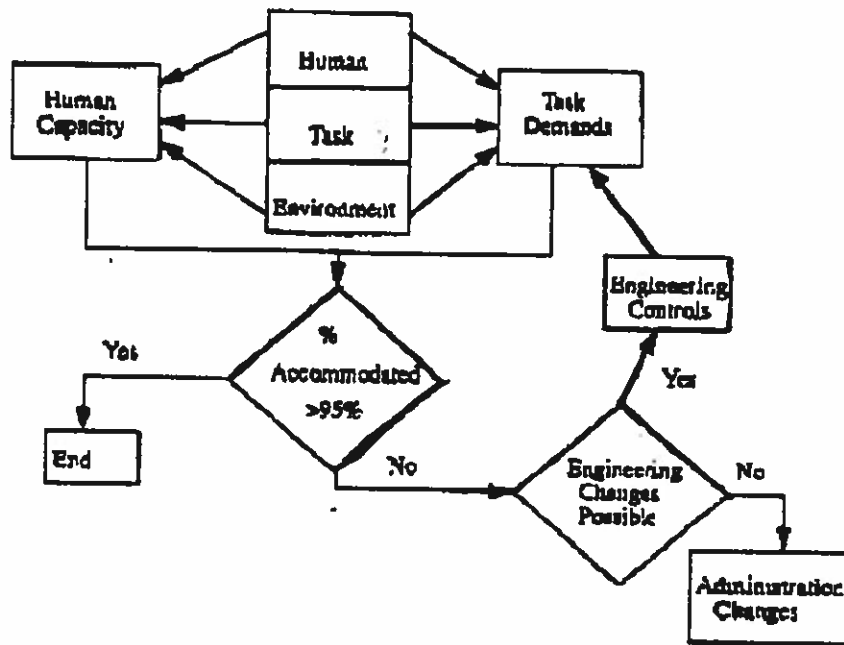 Human
Human
Capacity
Task
Demands
Task
Environment
Engineering
Controls
%
Accommodated
>95%
Yes
Yes
End
No
Engineering
Changes
Possible
No
Administration
Changes